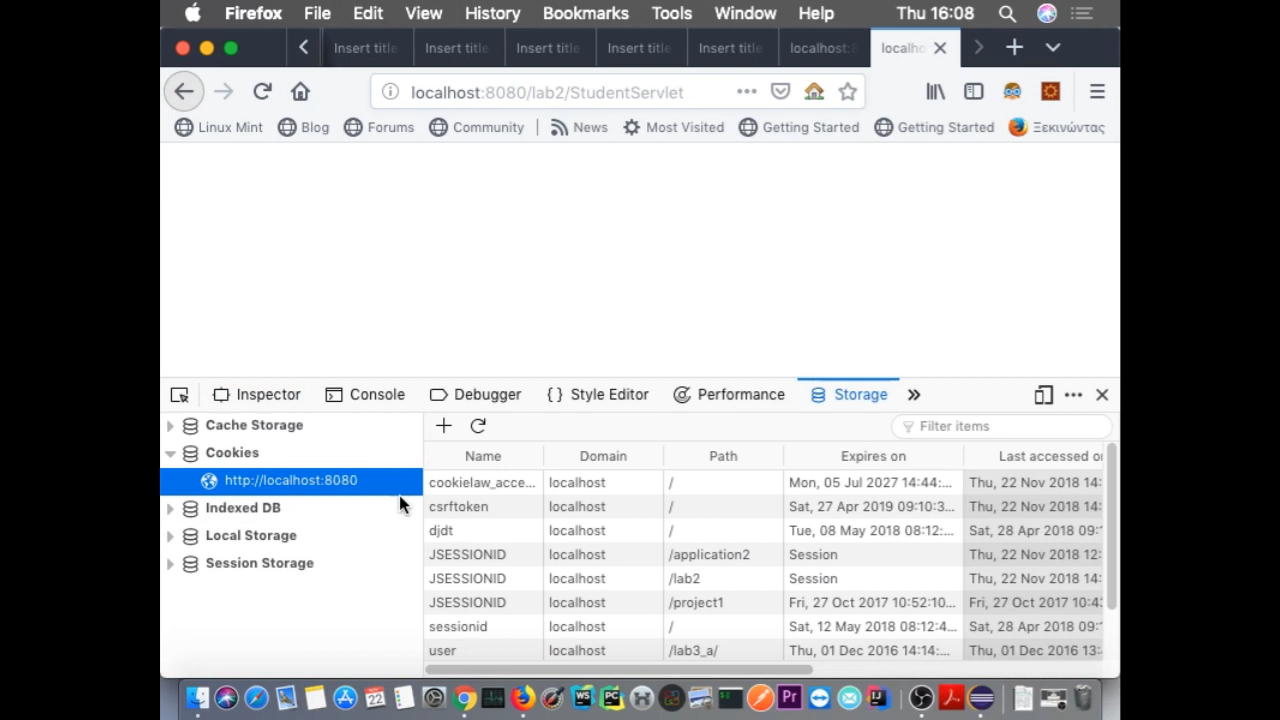 Firefox File Edit View History Bookmarks Tools Window Help Thu 16:08
Insert title Insert title Insert title Insert title Insert title localhost:8 localho
localhost:8080/lab2/StudentServlet
Linux Mint Blog Forums Community News Most Visited Getting Started Getting Started Ξεκινώντας
Inspector Console Debugger {} Style Editor Performance Storage
Cache Storage
Cookies
http://localhost:8080
Indexed DB
Local Storage
Session Storage
Filter items
Name Domain Path Expires on Last accessed o
cookielaw_acce... localhost / Mon, 05 Jul 2027 14:44:... Thu, 22 Nov 2018 14:
csrftoken localhost / Sat, 27 Apr 2019 09:10:3... Thu, 22 Nov 2018 14:
djdt localhost / Tue, 08 May 2018 08:12:... Sat, 28 Apr 2018 09:
JSESSIONID localhost /application2 Session Thu, 22 Nov 2018 12:
JSESSIONID localhost /lab2 Session Thu, 22 Nov 2018 14:
JSESSIONID localhost /project1 Fri, 27 Oct 2017 10:52:10... Fri, 27 Oct 2017 10:4
sessionid localhost / Sat, 12 May 2018 08:12:4... Sat, 28 Apr 2018 09:
user localhost /lab3_a/ Thu, 01 Dec 2016 14:14:... Thu, 01 Dec 2016 13:
22 WS PC Pr